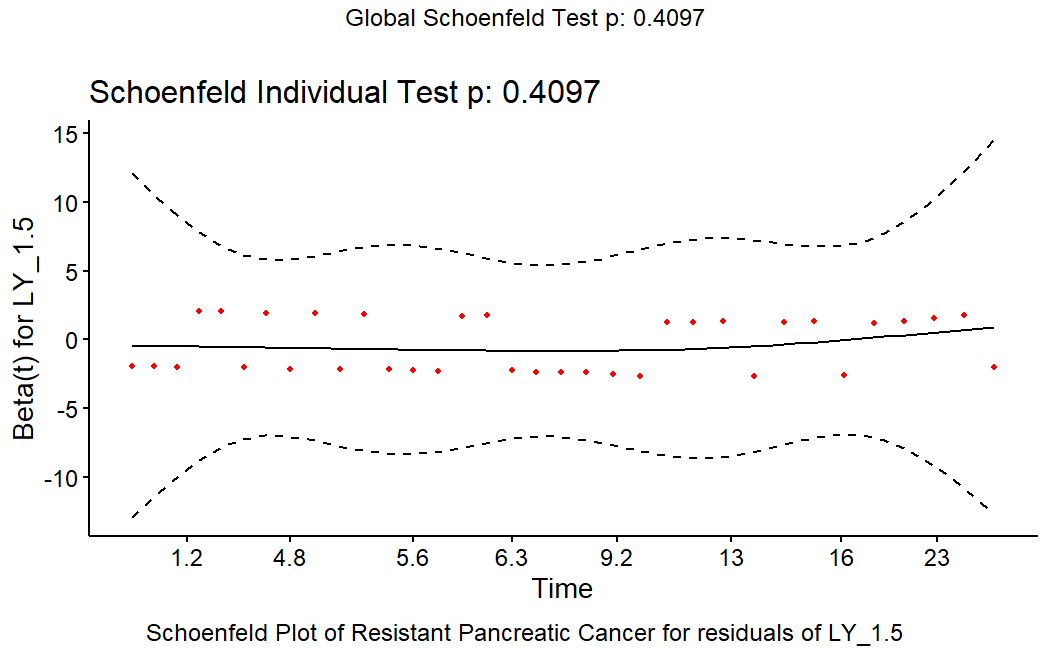 Global Schoenfeld Test p: 0.4097
Schoenfeld Individual Test p: 0.4097
Beta(t) for LY_1.5
15
10
5
0
-5
-10
1.2 4.8 5.6 6.3 9.2 13 16 23
Time
Schoenfeld Plot of Resistant Pancreatic Cancer for residuals of LY_1.5